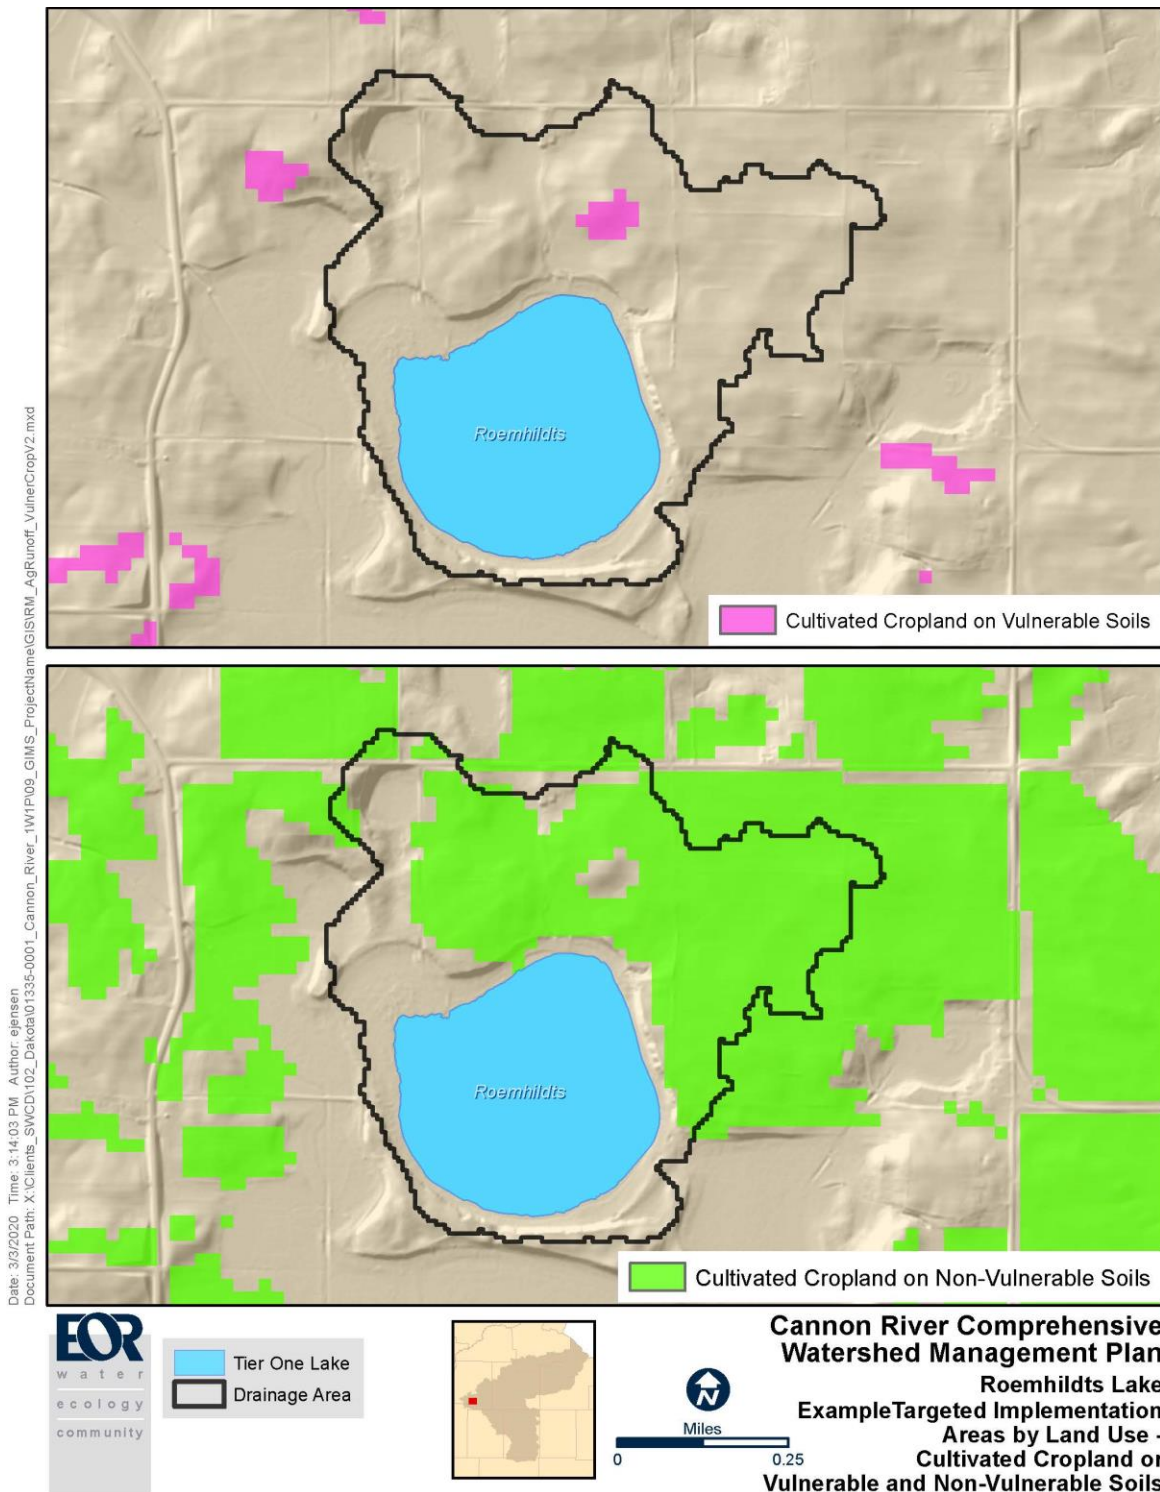 Roemhildts
Cultivated Cropland on Vulnerable Soils
Roemhildts
Cultivated Cropland on Non-Vulnerable Soils
Date: 3/3/2020 Time: 3:14:03 PM Author: ejensen
Document Path: X:\Clients_SWCD\102_Dakota\01335-0001_Cannon_River_1W1P\09_GIMS_ProjectName\GIS\RM_AgRunoff_VulnerCropV2.mxd
EOR
water
ecology
community
Tier One Lake
Drainage Area
N
Miles
0 0.25
Cannon River Comprehensive
Watershed Management Plan
Roemhildts Lake
ExampleTargeted Implementation
Areas by Land Use -
Cultivated Cropland on
Vulnerable and Non-Vulnerable Soils